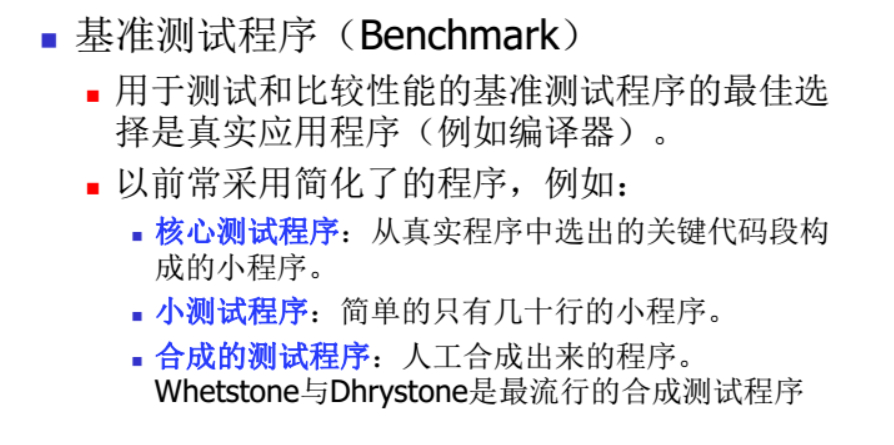 基准测试程序（Benchmark）
用于测试和比较性能的基准测试程序的最佳选
择是真实应用程序（例如编译器）。
以前常采用简化了的程序，例如：
核心测试程序：从真实程序中选出的关键代码段构
成的小程序。
小测试程序：简单的只有几十行的小程序。
合成的测试程序：人工合成出来的程序。
Whetstone与Dhrystone是最流行的合成测试程序